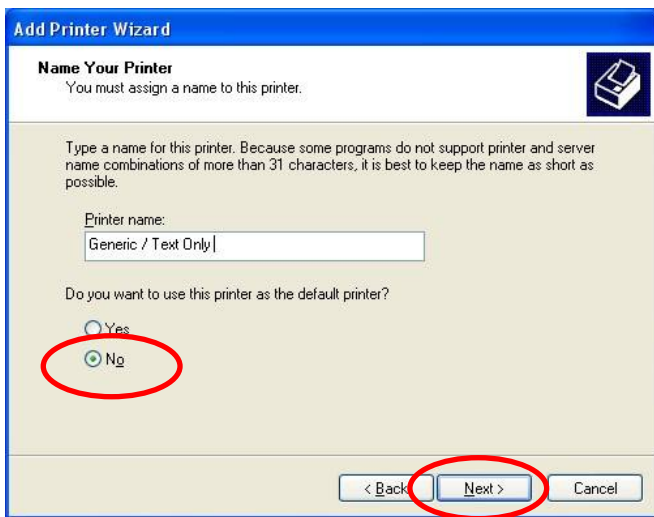 Add Printer Wizard
Name Your Printer
You must assign a name to this printer.
Type a name for this printer. Because some programs do not support printer and server
name combinations of more than 31 characters, it is best to keep the name as short as
possible.
Printer name:
Generic / Text Only
Do you want to use this printer as the default printer?
Yes
No
< Back
Next >
Cancel